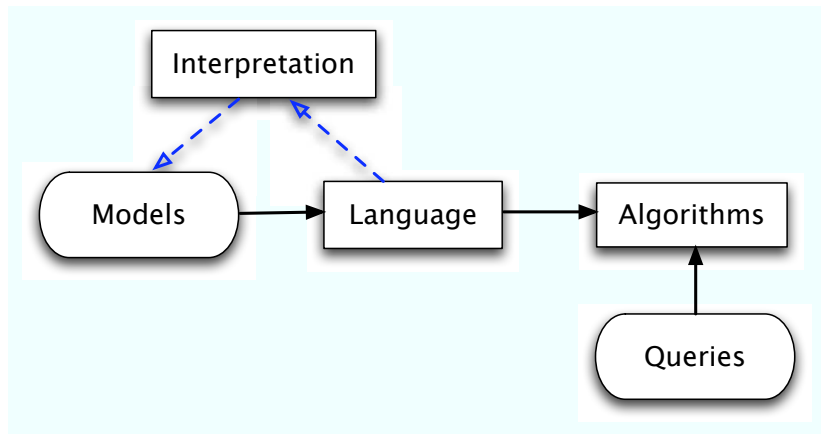 Interpretation
Models
Language
Algorithms
Queries